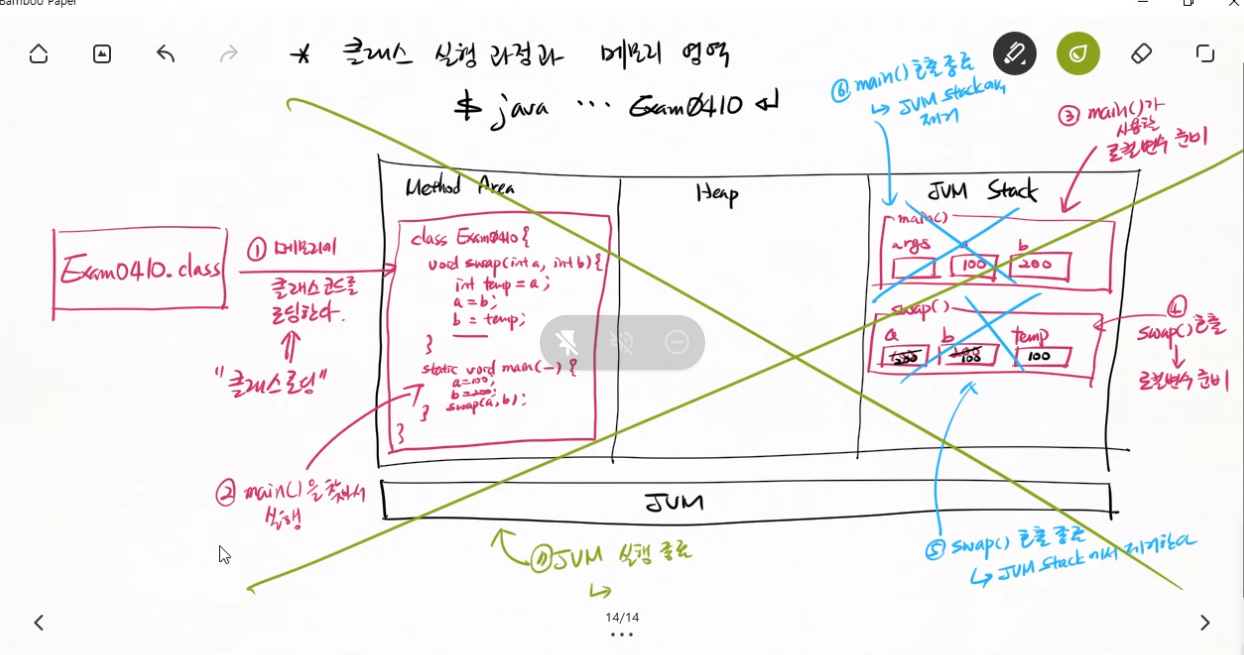 Bamboo Paper
* 클래스 실행 과정과 메모리 영역
$ java ... Exam0410 ↵
⑥ main() 호출 종료
↳ JVM Stack에서
제거
③ main()가
사용할
로컬변수 준비
Method Area
Heap
JVM Stack
Exam0410.class
① 메모리에
클래스 코드를
로딩한다.
"클래스 로딩"
class Exam0410 {
void swap(int a, int b) {
int temp = a;
a = b;
b = temp;
}
static void main(—) {
a=100;
b=200;
swap(a, b);
}
}
main()
args a b
100 200
swap()
a b temp
200 100 100
④
swap() 호출
↓
로컬변수 준비
② main()을 찾아서
실행
JVM
⑦ JVM 실행 종료
↳
⑤ swap() 호출 종료
↳ JVM Stack에서 제거한다
14/14